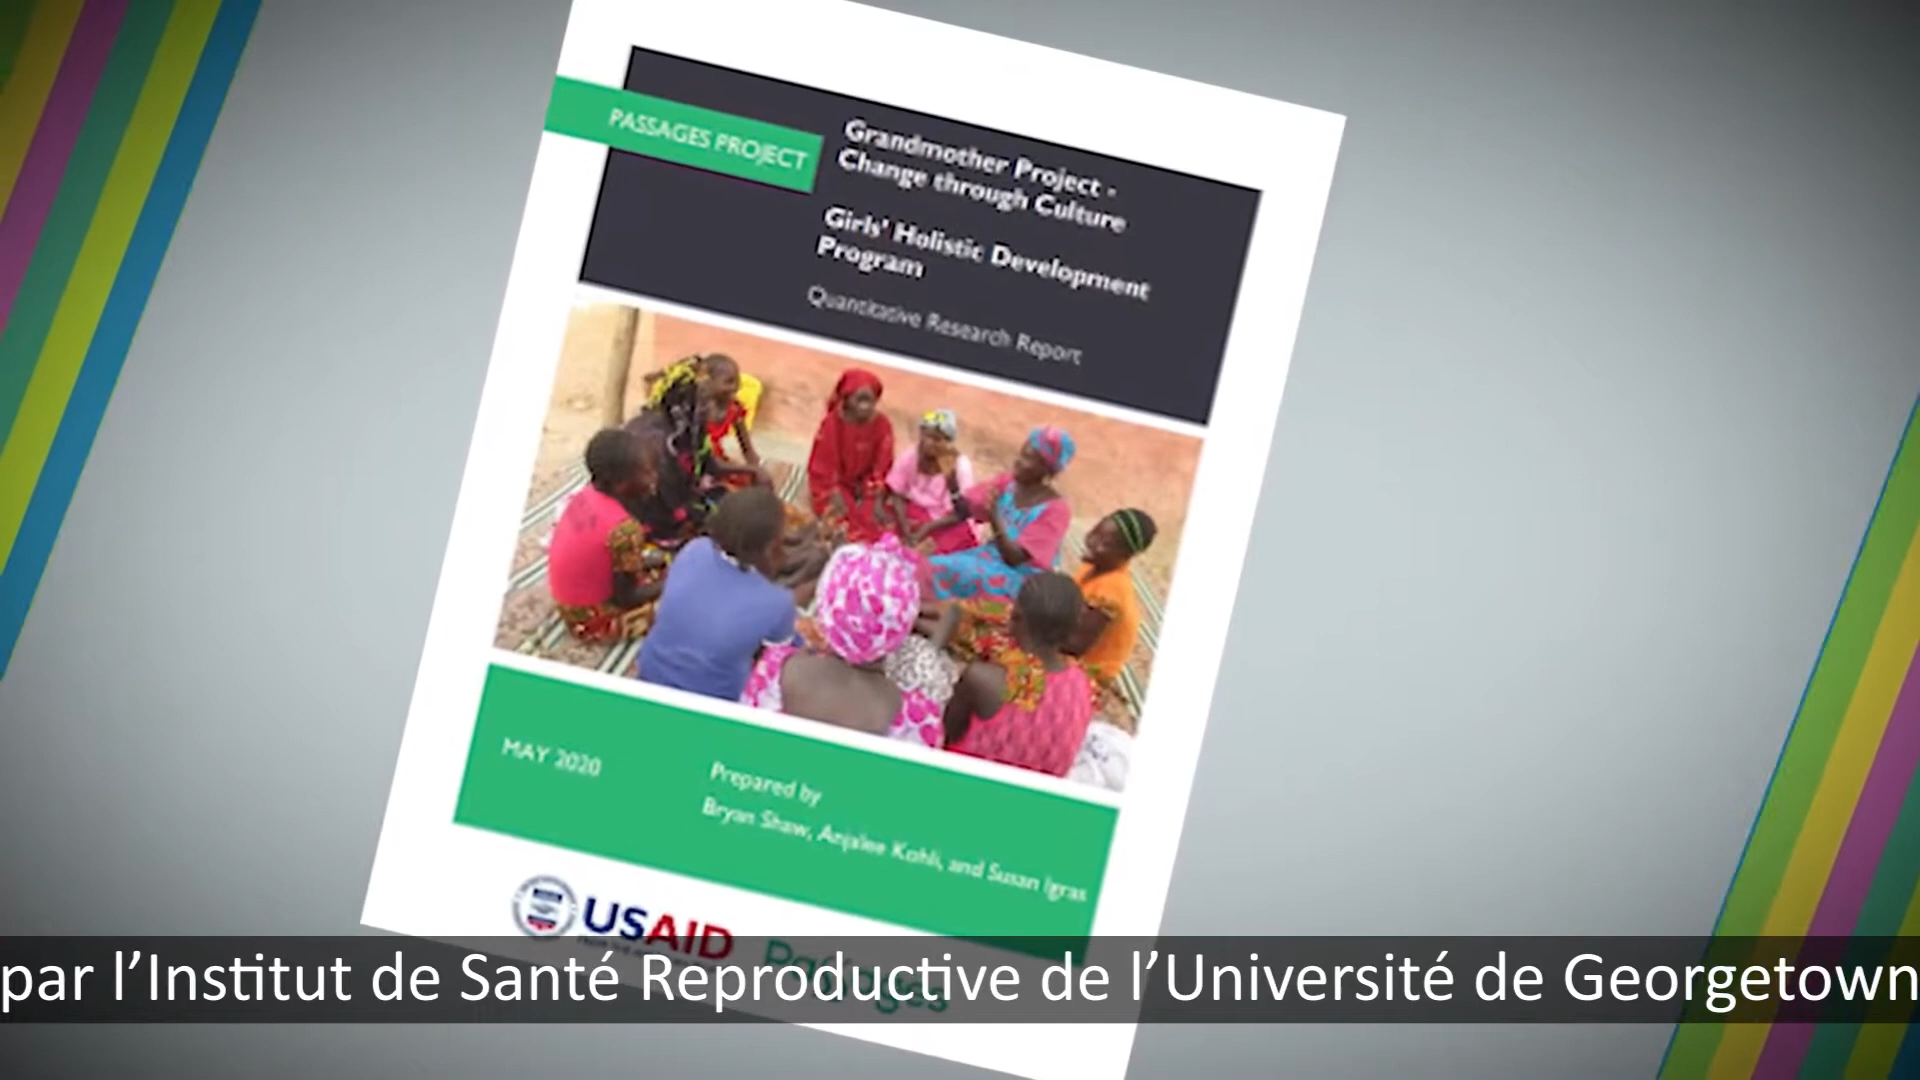 PASSAGES PROJECT
Grandmother Project -
Change through Culture
Girls' Holistic Development
Program
Quantitative Research Report
MAY 2020
Prepared by
Bryan Shaw, Anjalee Kohli, and Susan Igras
USAID
Passages
par l’Institut de Santé Reproductive de l’Université de Georgetown